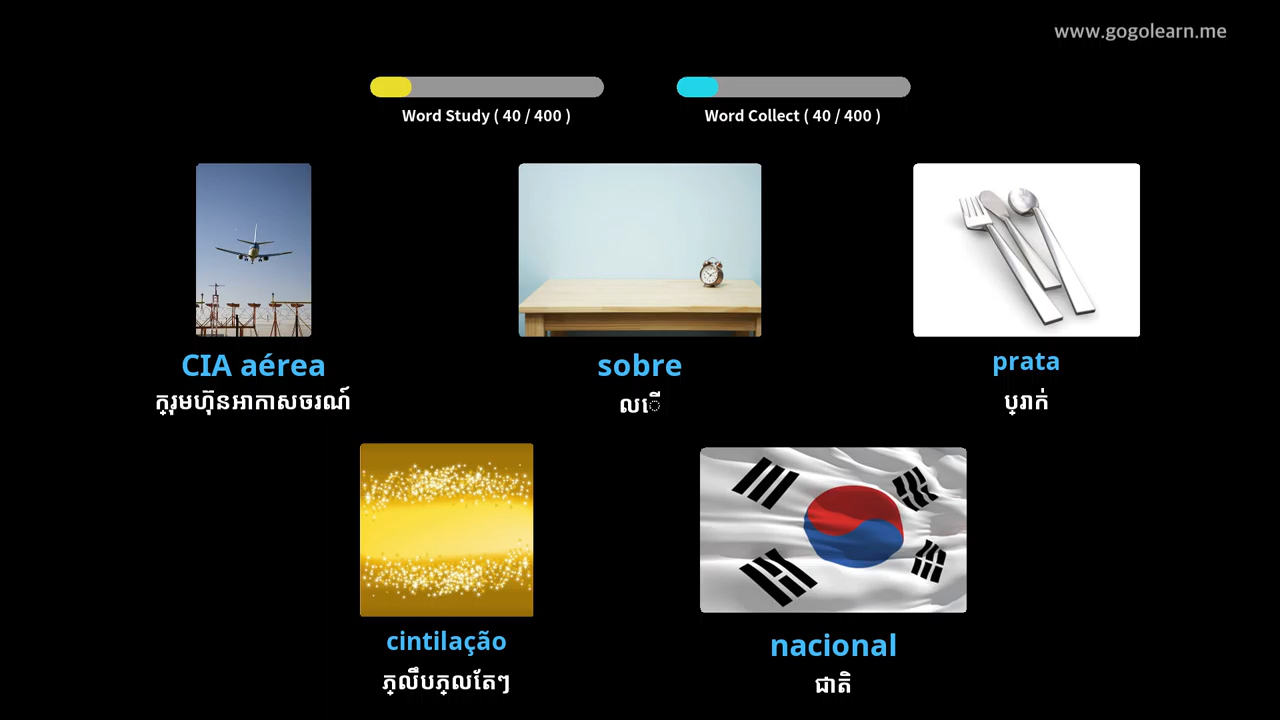 www.gogolearn.me
Word Study ( 40 / 400 )
Word Collect ( 40 / 400 )
CIA aérea
ក្រុមហ៊ុនអាកាសចរណ៍
sobre
លើ
prata
ប្រាក់
cintilação
ភ្លឹបភ្លែតៗ
nacional
ជាតិ